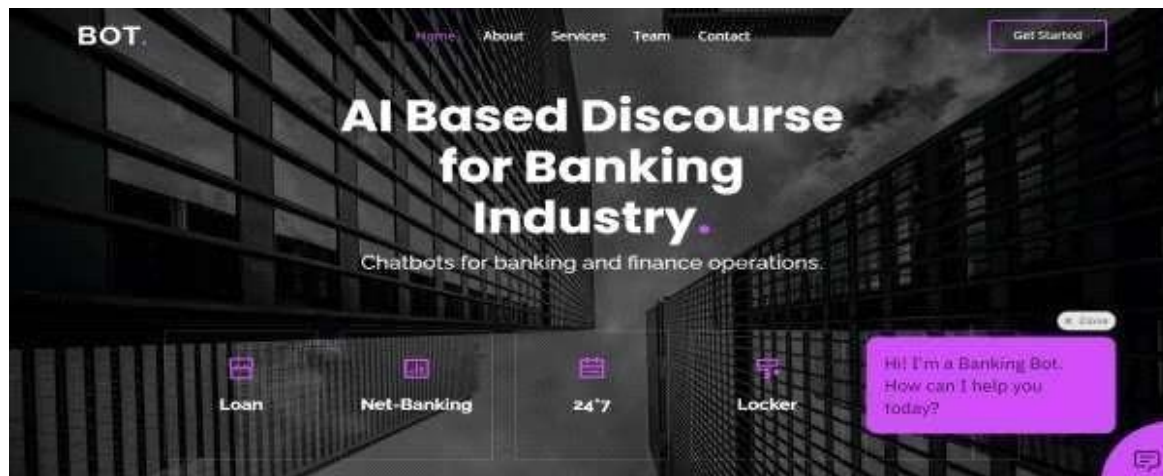 BOT.
Home
About
Services
Team
Contact
Get Started
AI Based Discourse
for Banking
Industry.
Chatbots for banking and finance operations.
Close
Hi! I'm a Banking Bot.
How can I help you
today?
Loan
Net-Banking
24*7
Locker